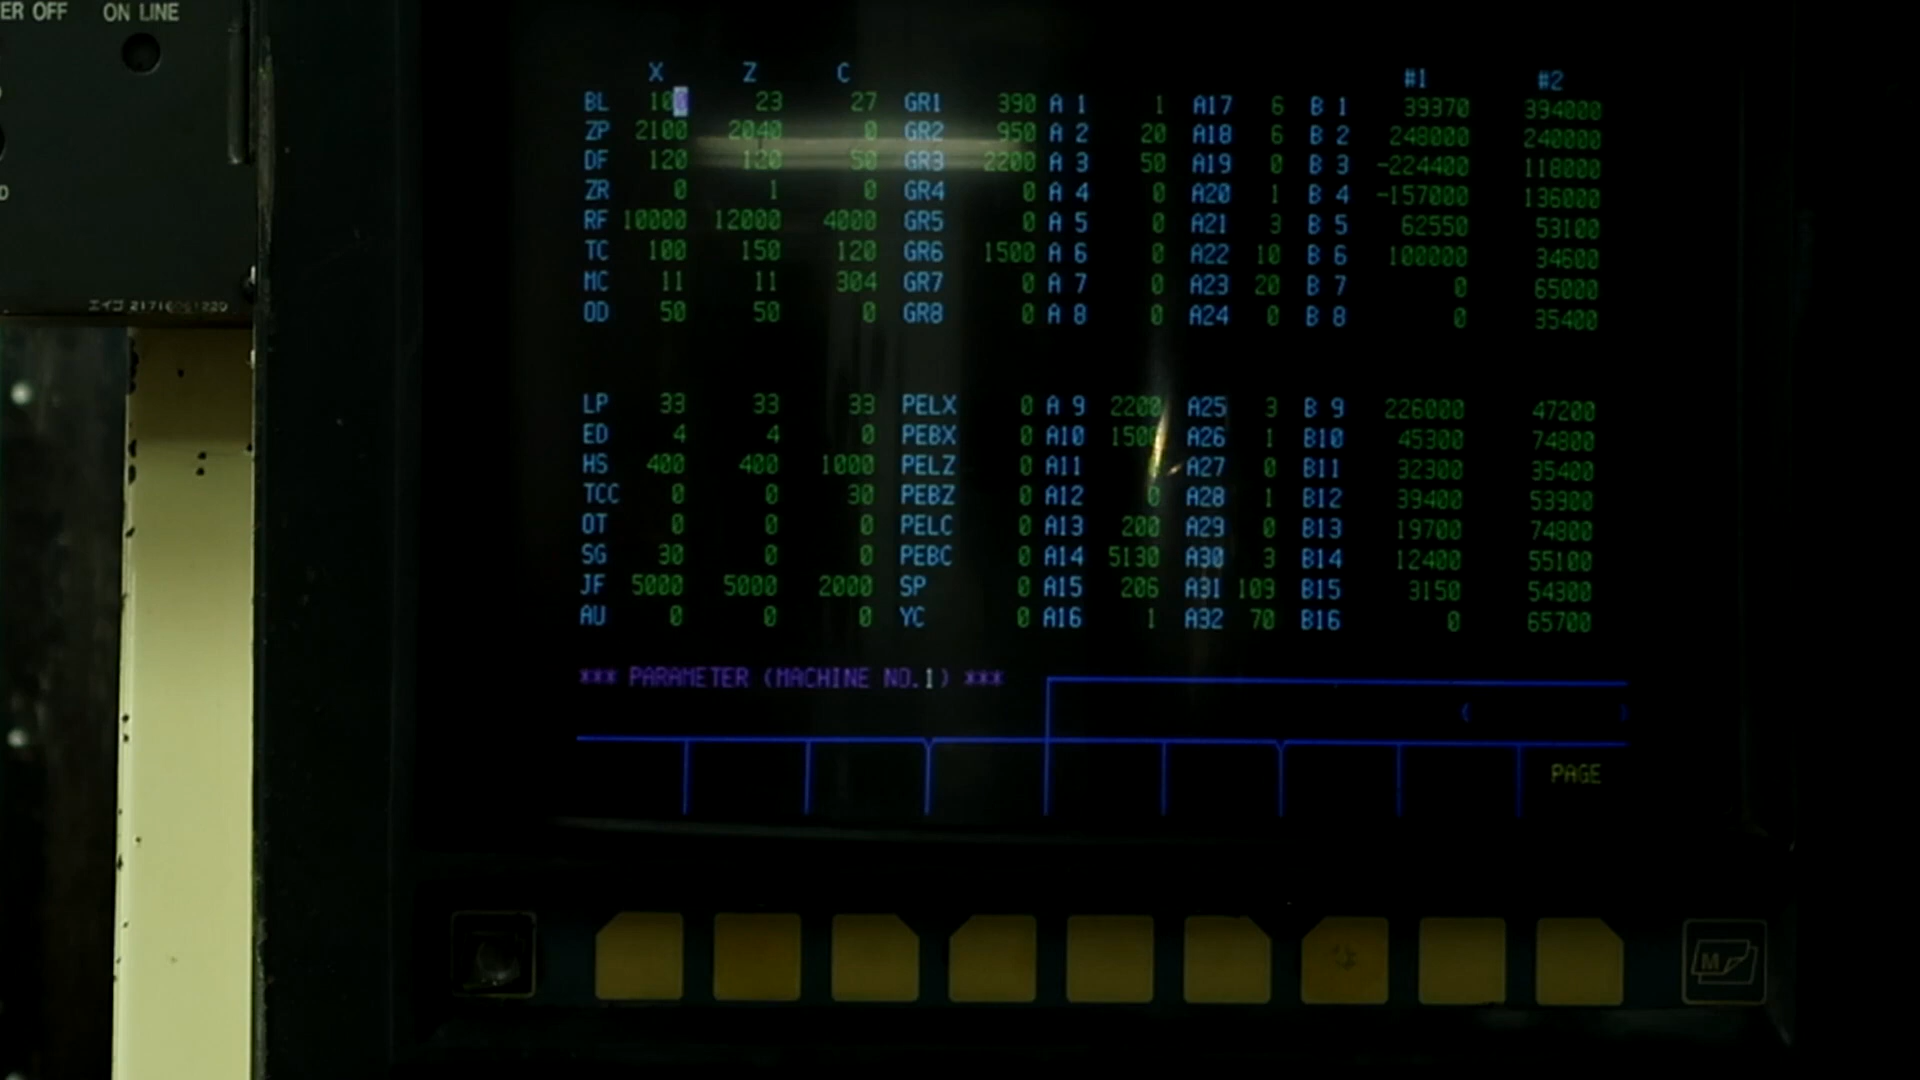 ER OFF ON LINE
X Z C #1 #2
BL 100 23 27 GR1 390 A 1 1 A17 6 B 1 39370 394000
ZP 2100 2040 0 GR2 950 A 2 20 A18 6 B 2 248000 240000
DF 120 120 50 GR3 2200 A 3 50 A19 0 B 3 -224400 118000
ZR 0 1 0 GR4 0 A 4 0 A20 1 B 4 -157000 136000
RF 10000 12000 4000 GR5 0 A 5 0 A21 3 B 5 62550 53100
TC 100 150 120 GR6 1500 A 6 0 A22 10 B 6 100000 34600
MC 11 11 304 GR7 0 A 7 0 A23 20 B 7 0 65000
OD 50 50 0 GR8 0 A 8 0 A24 0 B 8 0 35400
LP 33 33 33 PELX 0 A 9 2200 A25 3 B 9 226000 47200
ED 4 4 0 PEBX 0 A10 1500 A26 1 B10 45300 74800
HS 400 400 1000 PELZ 0 A11 A27 0 B11 32300 35400
TCC 0 0 30 PEBZ 0 A12 0 A28 1 B12 39400 53900
OT 0 0 0 PELC 0 A13 200 A29 0 B13 19700 74800
SG 30 0 0 PEBC 0 A14 5130 A30 3 B14 12400 55100
JF 5000 5000 2000 SP 0 A15 206 A31 109 B15 3150 54300
AU 0 0 0 YC 0 A16 1 A32 70 B16 0 65700
*** PARAMETER (MACHINE NO.1) ***
( )
PAGE
M